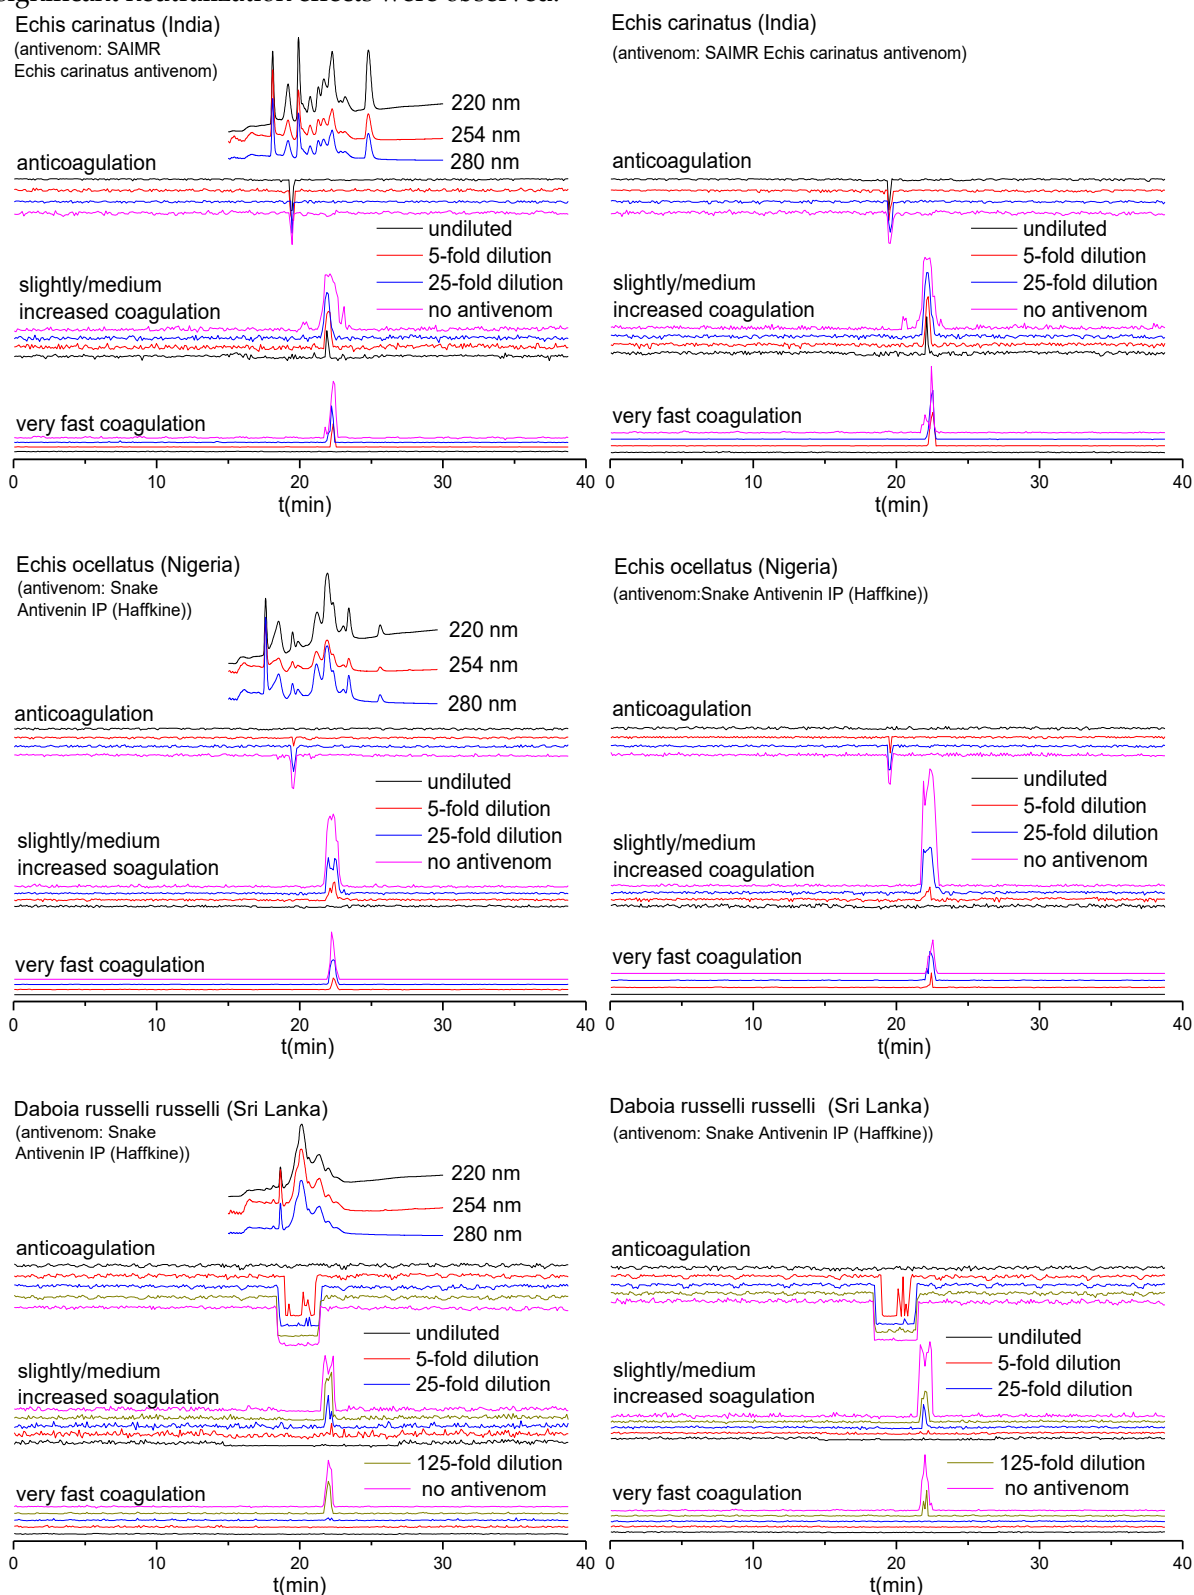 significant neutralization effects were observed.
Echis carinatus (India)
(antivenom: SAIMR
Echis carinatus antivenom)
220 nm
254 nm
280 nm
anticoagulation
undiluted
5-fold dilution
25-fold dilution
no antivenom
slightly/medium
increased coagulation
very fast coagulation
0 10 20 30 40
t(min)
Echis carinatus (India)
(antivenom: SAIMR Echis carinatus antivenom)
anticoagulation
undiluted
5-fold dilution
25-fold dilution
no antivenom
slightly/medium
increased coagulation
very fast coagulation
0 10 20 30 40
t(min)
Echis ocellatus (Nigeria)
(antivenom: Snake
Antivenin IP (Haffkine))
220 nm
254 nm
280 nm
anticoagulation
undiluted
5-fold dilution
25-fold dilution
no antivenom
slightly/medium
increased soagulation
very fast coagulation
0 10 20 30 40
t(min)
Echis ocellatus (Nigeria)
(antivenom:Snake Antivenin IP (Haffkine))
anticoagulation
undiluted
5-fold dilution
25-fold dilution
no antivenom
slightly/medium
increased coagulation
very fast coagulation
0 10 20 30 40
t(min)
Daboia russelli russelli (Sri Lanka)
(antivenom: Snake
Antivenin IP (Haffkine))
220 nm
254 nm
280 nm
anticoagulation
undiluted
5-fold dilution
25-fold dilution
slightly/medium
increased soagulation
125-fold dilution
no antivenom
very fast coagulation
0 10 20 30 40
t(min)
Daboia russelli russelli (Sri Lanka)
(antivenom: Snake Antivenin IP (Haffkine))
anticoagulation
undiluted
5-fold dilution
25-fold dilution
slightly/medium
increased soagulation
125-fold dilution
no antivenom
very fast coagulation
0 10 20 30 40
t(min)